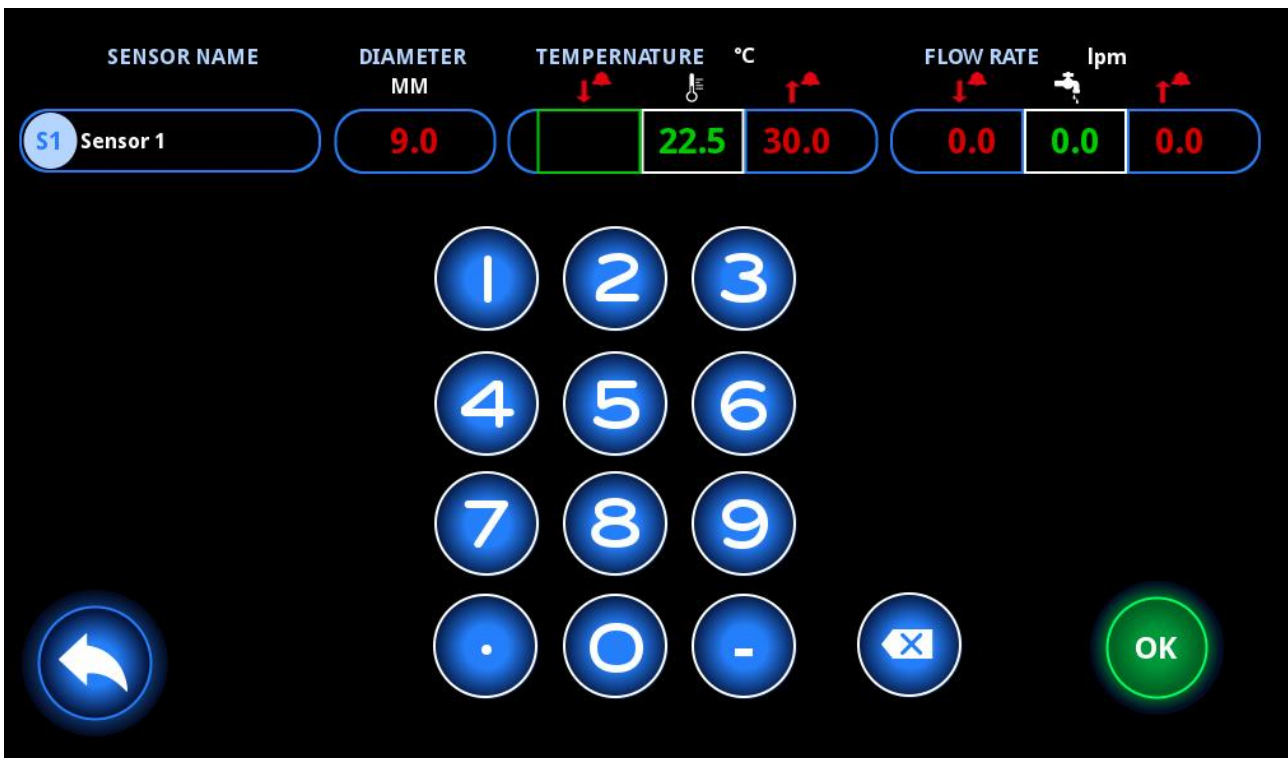 SENSOR NAME DIAMETER TEMPERNATURE °C FLOW RATE lpm
MM
S1 Sensor 1 9.0 22.5 30.0 0.0 0.0 0.0
1 2 3
4 5 6
7 8 9
. 0 - OK